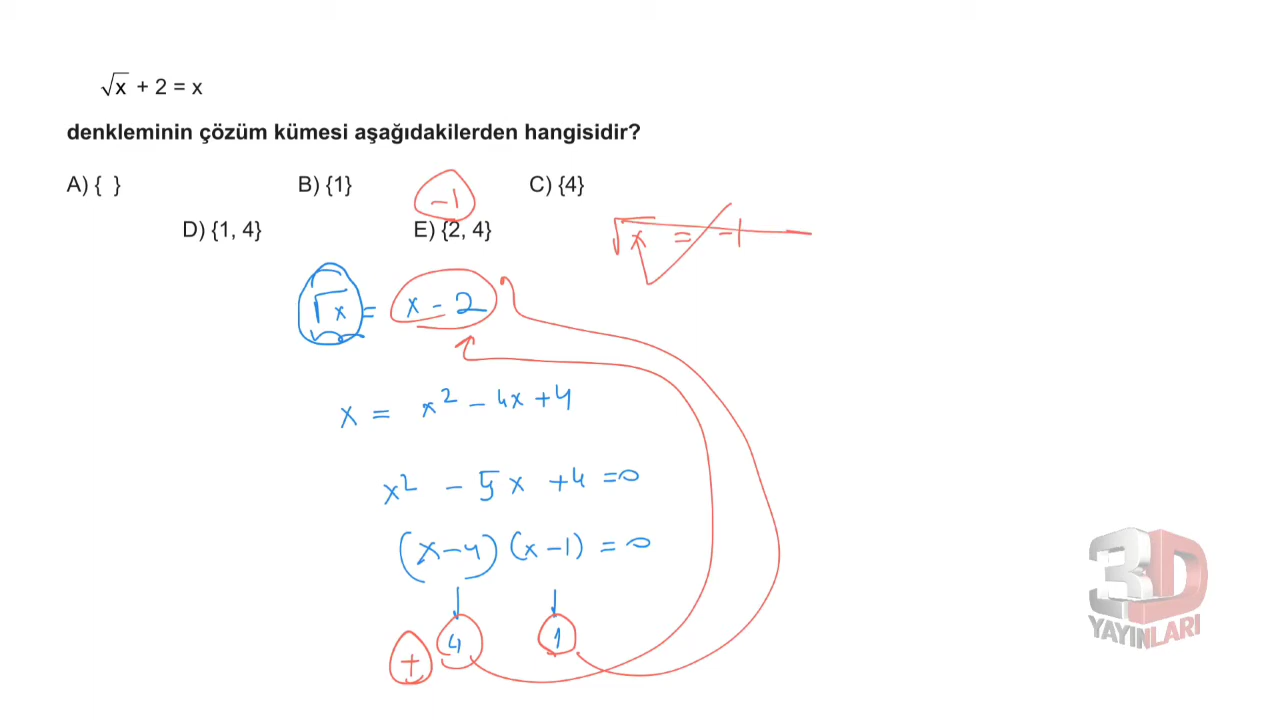 √x + 2 = x
denkleminin çözüm kümesi aşağıdakilerden hangisidir?
A) { } B) {1} C) {4}
D) {1, 4} E) {2, 4}
-1
√x = -1
√x = x - 2
x = x² - 4x + 4
x² - 5x + 4 = 0
(x - 4) (x - 1) = 0
+ 4 1
3D
YAYINLARI